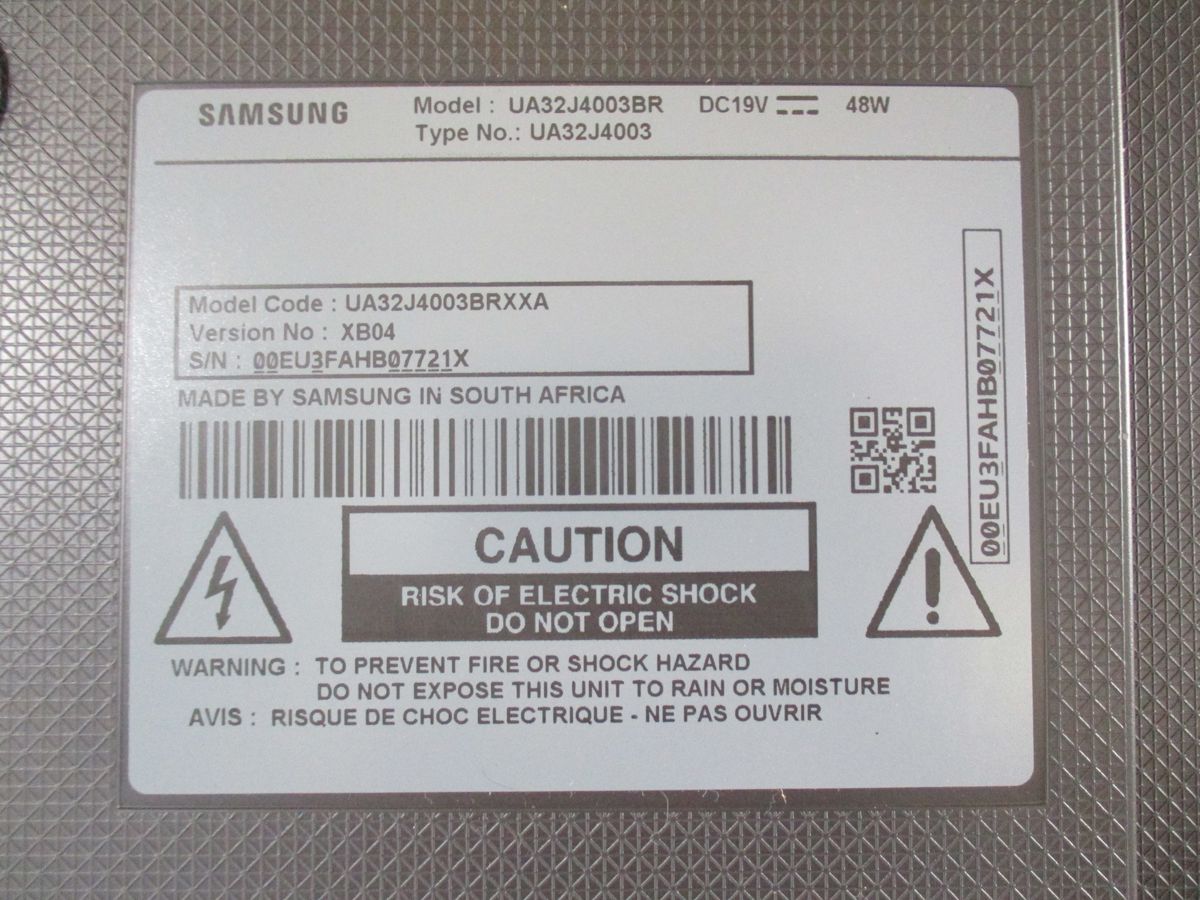 SAMSUNG
Model : UA32J4003BR DC19V 48W
Type No.: UA32J4003
Model Code : UA32J4003BRXXA
Version No : XB04
S/N : 00EU3FAHB07721X
MADE BY SAMSUNG IN SOUTH AFRICA
00EU3FAHB07721X
CAUTION
RISK OF ELECTRIC SHOCK
DO NOT OPEN
WARNING : TO PREVENT FIRE OR SHOCK HAZARD
DO NOT EXPOSE THIS UNIT TO RAIN OR MOISTURE
AVIS : RISQUE DE CHOC ELECTRIQUE - NE PAS OUVRIR